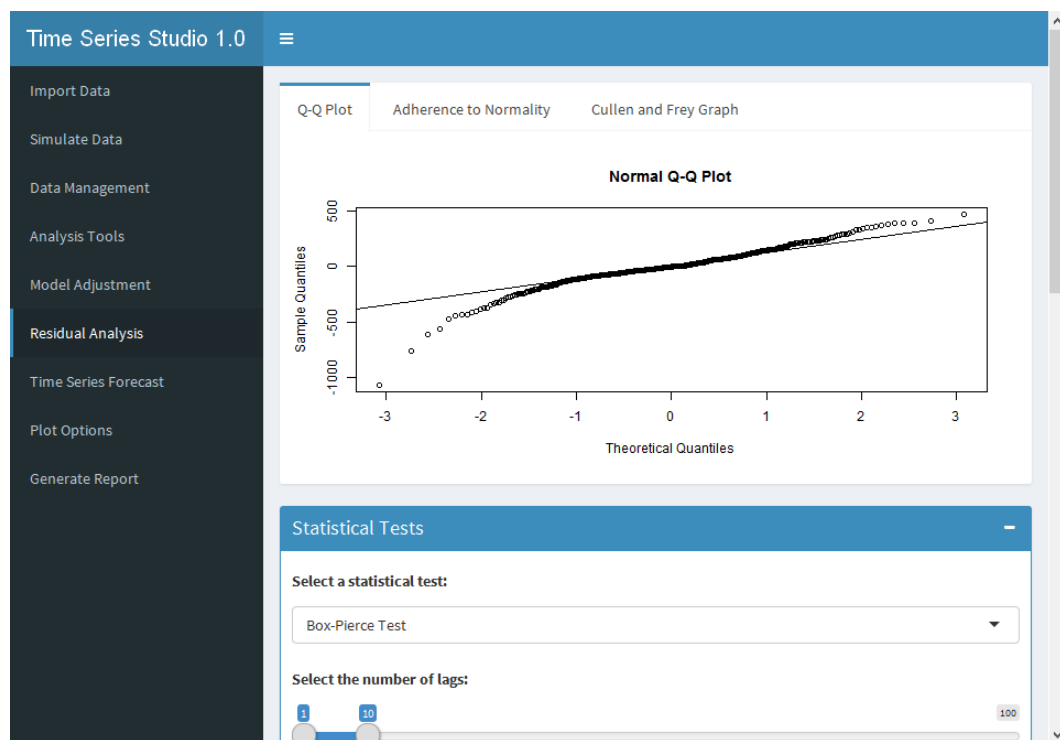 Time Series Studio 1.0
Import Data
Simulate Data
Data Management
Analysis Tools
Model Adjustment
Residual Analysis
Time Series Forecast
Plot Options
Generate Report
Q-Q Plot Adherence to Normality Cullen and Frey Graph
Normal Q-Q Plot
Sample Quantiles
500
0
-500
-1000
-3 -2 -1 0 1 2 3
Theoretical Quantiles
Statistical Tests
Select a statistical test:
Box-Pierce Test
Select the number of lags:
1 10 100